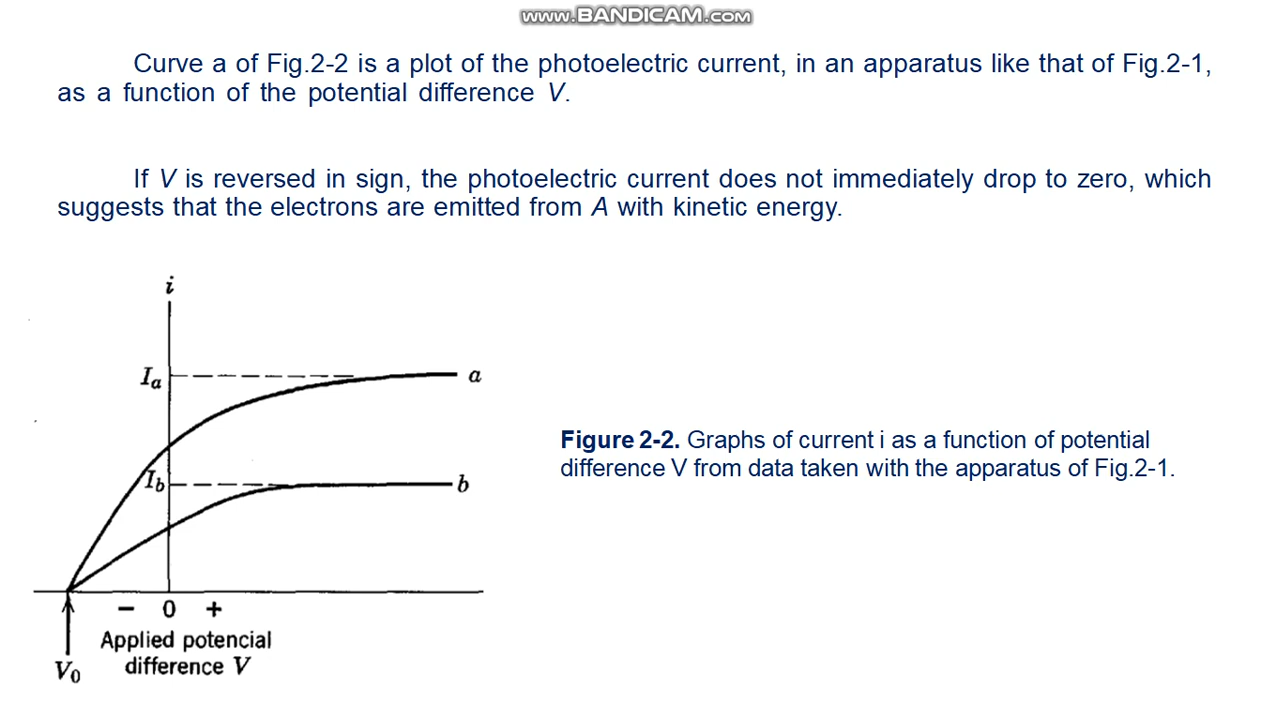 www.BANDICAM.com
Curve a of Fig.2-2 is a plot of the photoelectric current, in an apparatus like that of Fig.2-1,
as a function of the potential difference V.
If V is reversed in sign, the photoelectric current does not immediately drop to zero, which
suggests that the electrons are emitted from A with kinetic energy.
i
Ia
a
Ib
b
Figure 2-2. Graphs of current i as a function of potential
difference V from data taken with the apparatus of Fig.2-1.
− 0 +
Applied potencial
difference V
V0